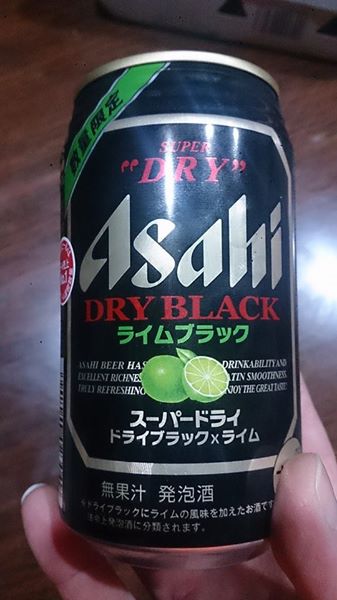 数量限定
SUPER
"DRY"
Asahi
DRY BLACK
ライムブラック
ASAHI BEER HAS DRINKABILITY AND
EXCELLENT RICHNESS SATIN SMOOTHNESS.
TRULY REFRESHING ENJOY THE GREAT TASTE!
スーパードライ
ドライブラック×ライム
無果汁 発泡酒
ドライブラックにライムの風味を加えたお酒です
法上発泡酒に分類されます。